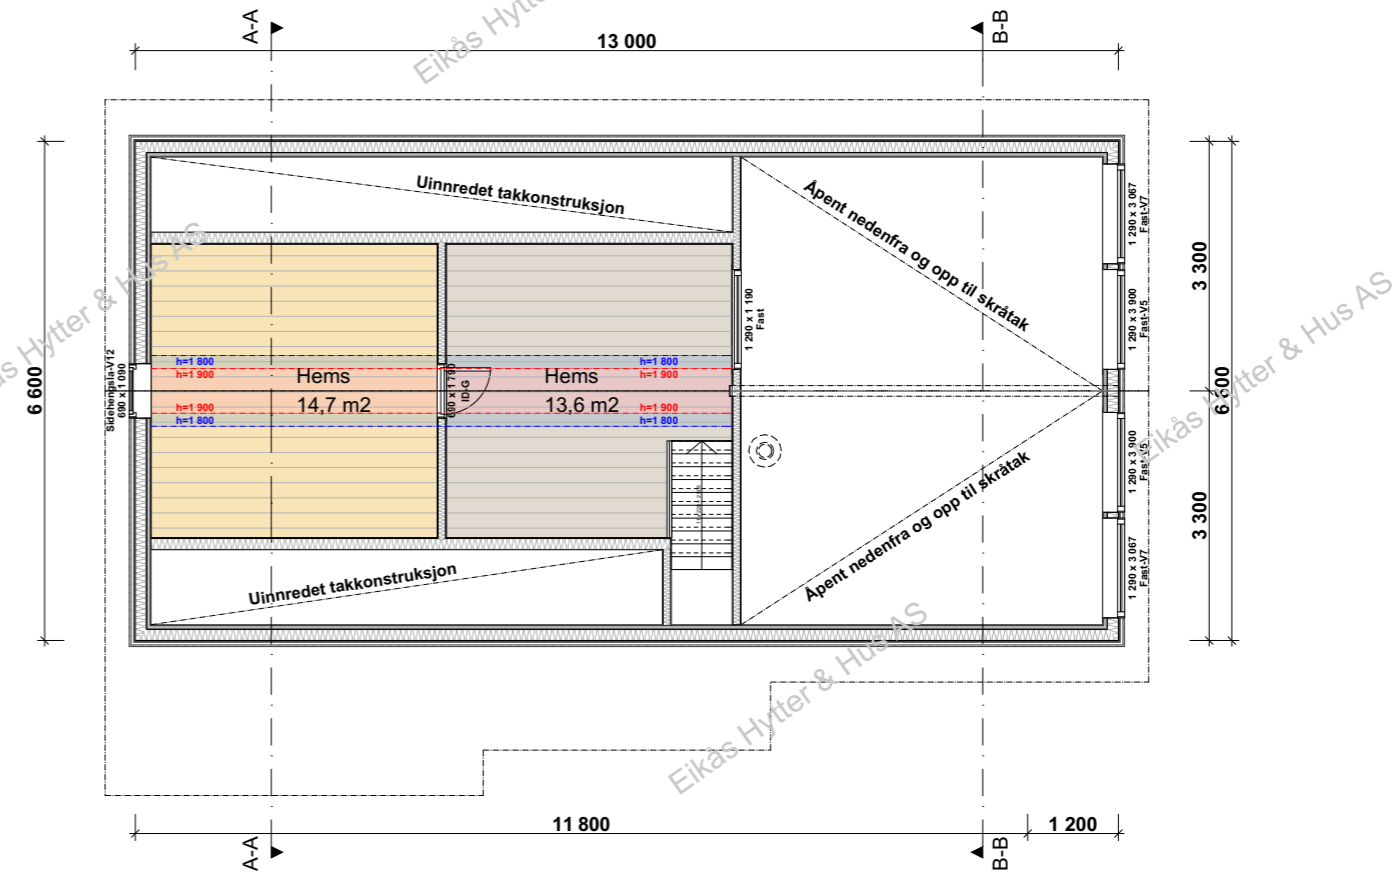 A-A
B-B
13 000
Eikås Hytter
Uinnredet takkonstruksjon
Åpent nedenfra og opp til skråtak
1 290 x 3 067
Fast-V7
3 300
6 600
6 600
Hytter & Hus AS
Eikås Hytter & Hus AS
1 290 x 1 190
Fast
1 290 x 3 900
Fast-V5
h=1 800
h=1 900
h=1 800
h=1 900
Sidehengsla-V12
690 x 1 090
Hems
14,7 m2
690 x 1 790
ID-G
Hems
13,6 m2
h=1 900
h=1 800
h=1 900
h=1 800
1 290 x 3 900
Fast-V5
3 300
Åpent nedenfra og opp til skråtak
1 290 x 3 067
Fast-V7
Uinnredet takkonstruksjon
Eikås Hytter & Hus AS
11 800
1 200
A-A
B-B